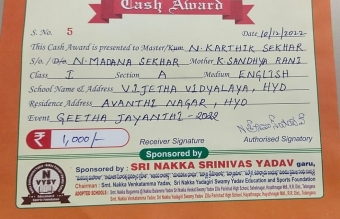 Cash Award
S. No. 5 Date 10/12/2022
This Cash Award is presented to Master/Kum N. KARTHIK SEKHAR
S/o. D/o N. MADANA SEKHAR Mother K. SANDHYA RANI
Class I Section A Medium ENGLISH
School Name & Address VIJETHA VIDYALAYA, HYD
Residence Address AVANTHI NAGAR, HYD
Event GEETHA JAYANTHI - 2022
₹ 1,000/-
Receiver Signature Authorised Signatory
Sponsored by
Sponsored by : SRI NAKKA SRINIVAS YADAV garu,
Chairman : Smt. Nakka Venkatamma Yadav, Sri Nakka Yadagiri Swamy Yadav Education and Sports Foundation
NVYSY